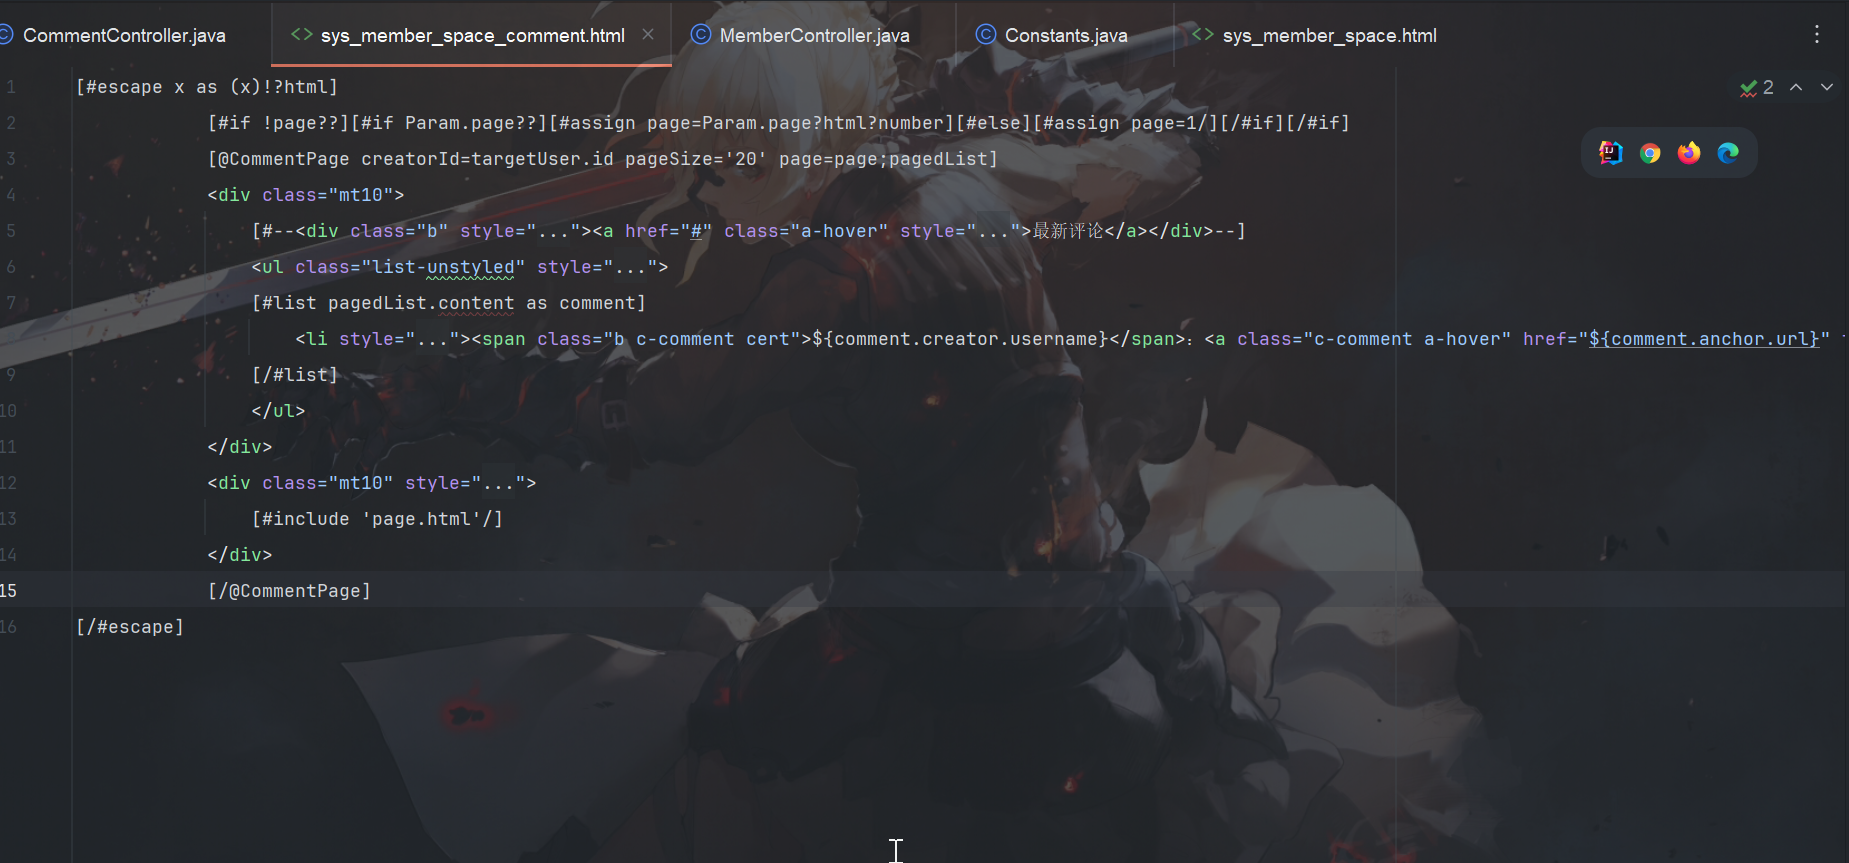 CommentController.java sys_member_space_comment.html MemberController.java Constants.java sys_member_space.html
1 [#escape x as (x)!?html] 2
2 [#if !page??][#if Param.page??][#assign page=Param.page?html?number][#else][#assign page=1/][/#if][/#if]
3 [@CommentPage creatorId=targetUser.id pageSize='20' page=page;pagedList]
4 <div class="mt10">
5 [#--<div class="b" style="..."><a href="#" class="a-hover" style="...">最新评论</a></div>--]
6 <ul class="list-unstyled" style="...">
7 [#list pagedList.content as comment]
<li style="..."><span class="b c-comment cert">${comment.creator.username}</span>: <a class="c-comment a-hover" href="${comment.anchor.url}"
9 [/#list]
10 </ul>
11 </div>
12 <div class="mt10" style="...">
13 [#include 'page.html'/]
14 </div>
15 [/@CommentPage]
16 [/#escape]